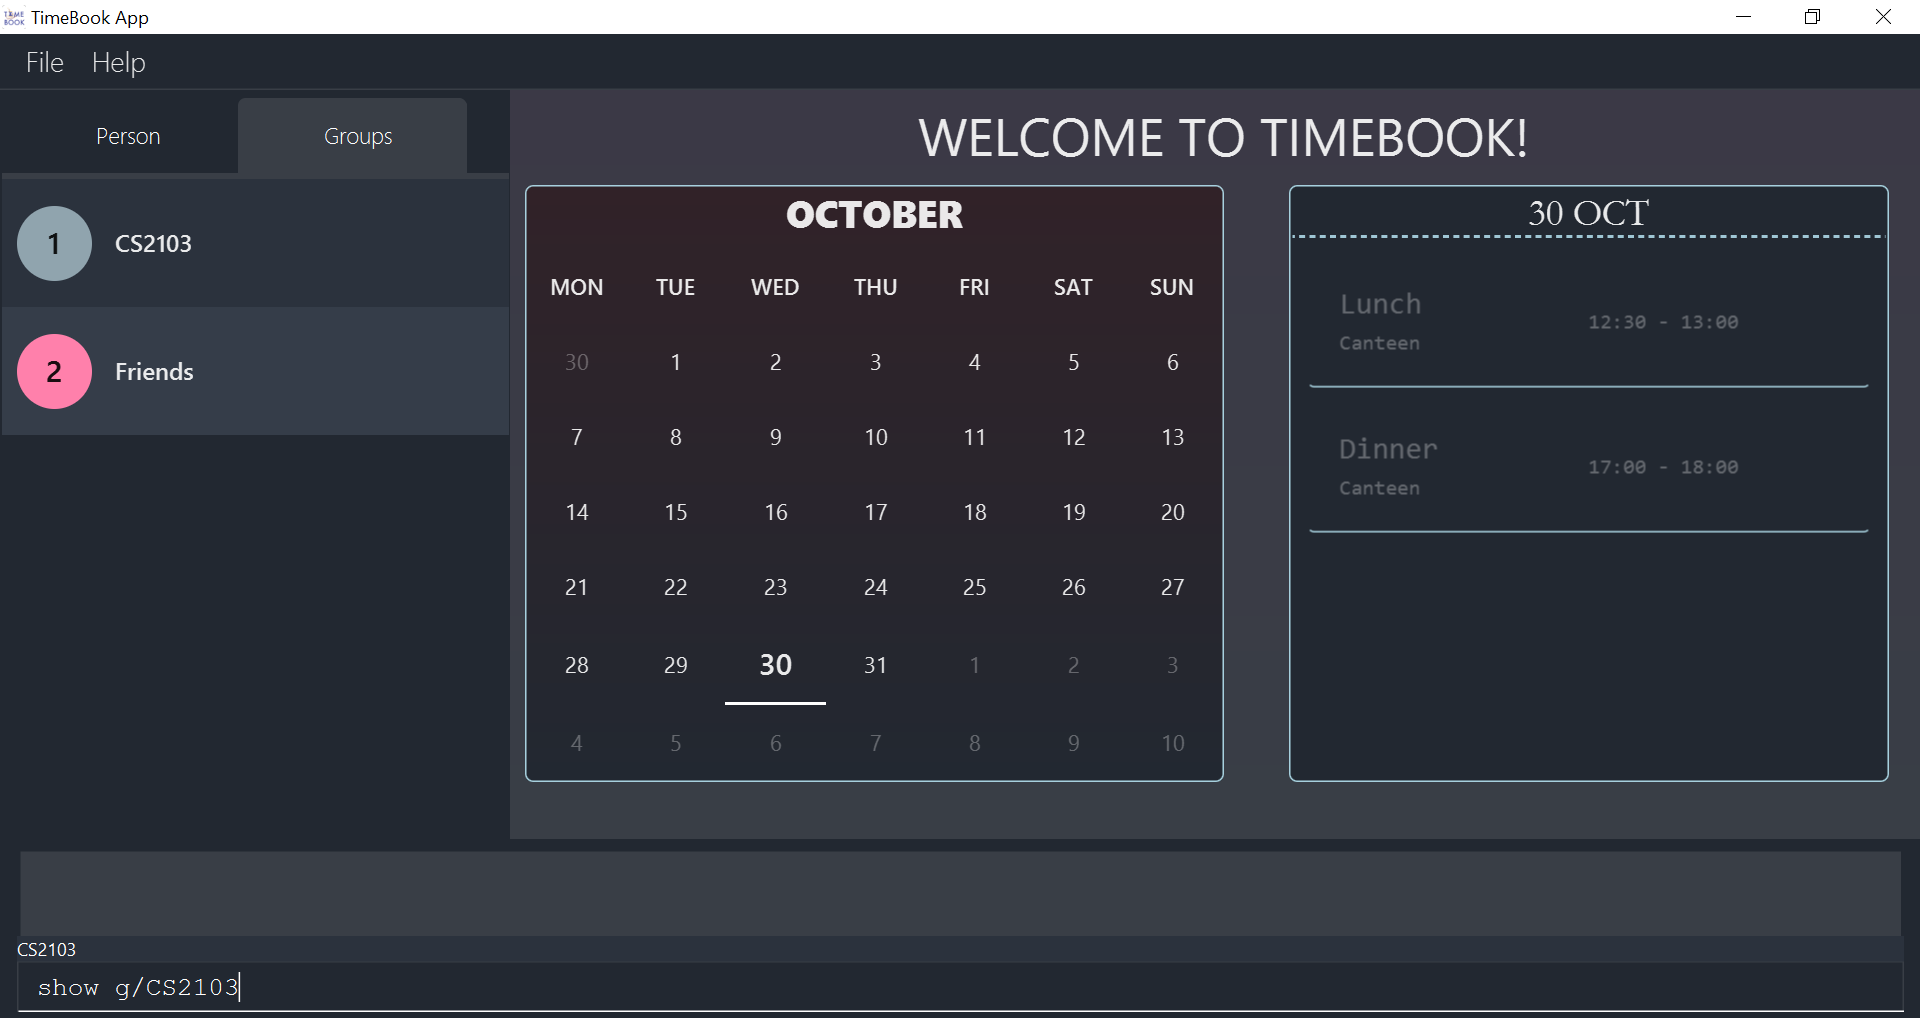 TIME BOOK TimeBook App
File Help
Person Groups
1 CS2103
2 Friends
WELCOME TO TIMEBOOK!
OCTOBER
MON TUE WED THU FRI SAT SUN
30 1 2 3 4 5 6
7 8 9 10 11 12 13
14 15 16 17 18 19 20
21 22 23 24 25 26 27
28 29 30 31 1 2 3
4 5 6 7 8 9 10
30 OCT
Lunch
12:30 - 13:00
Canteen
Dinner
17:00 - 18:00
Canteen
CS2103
show g/CS2103